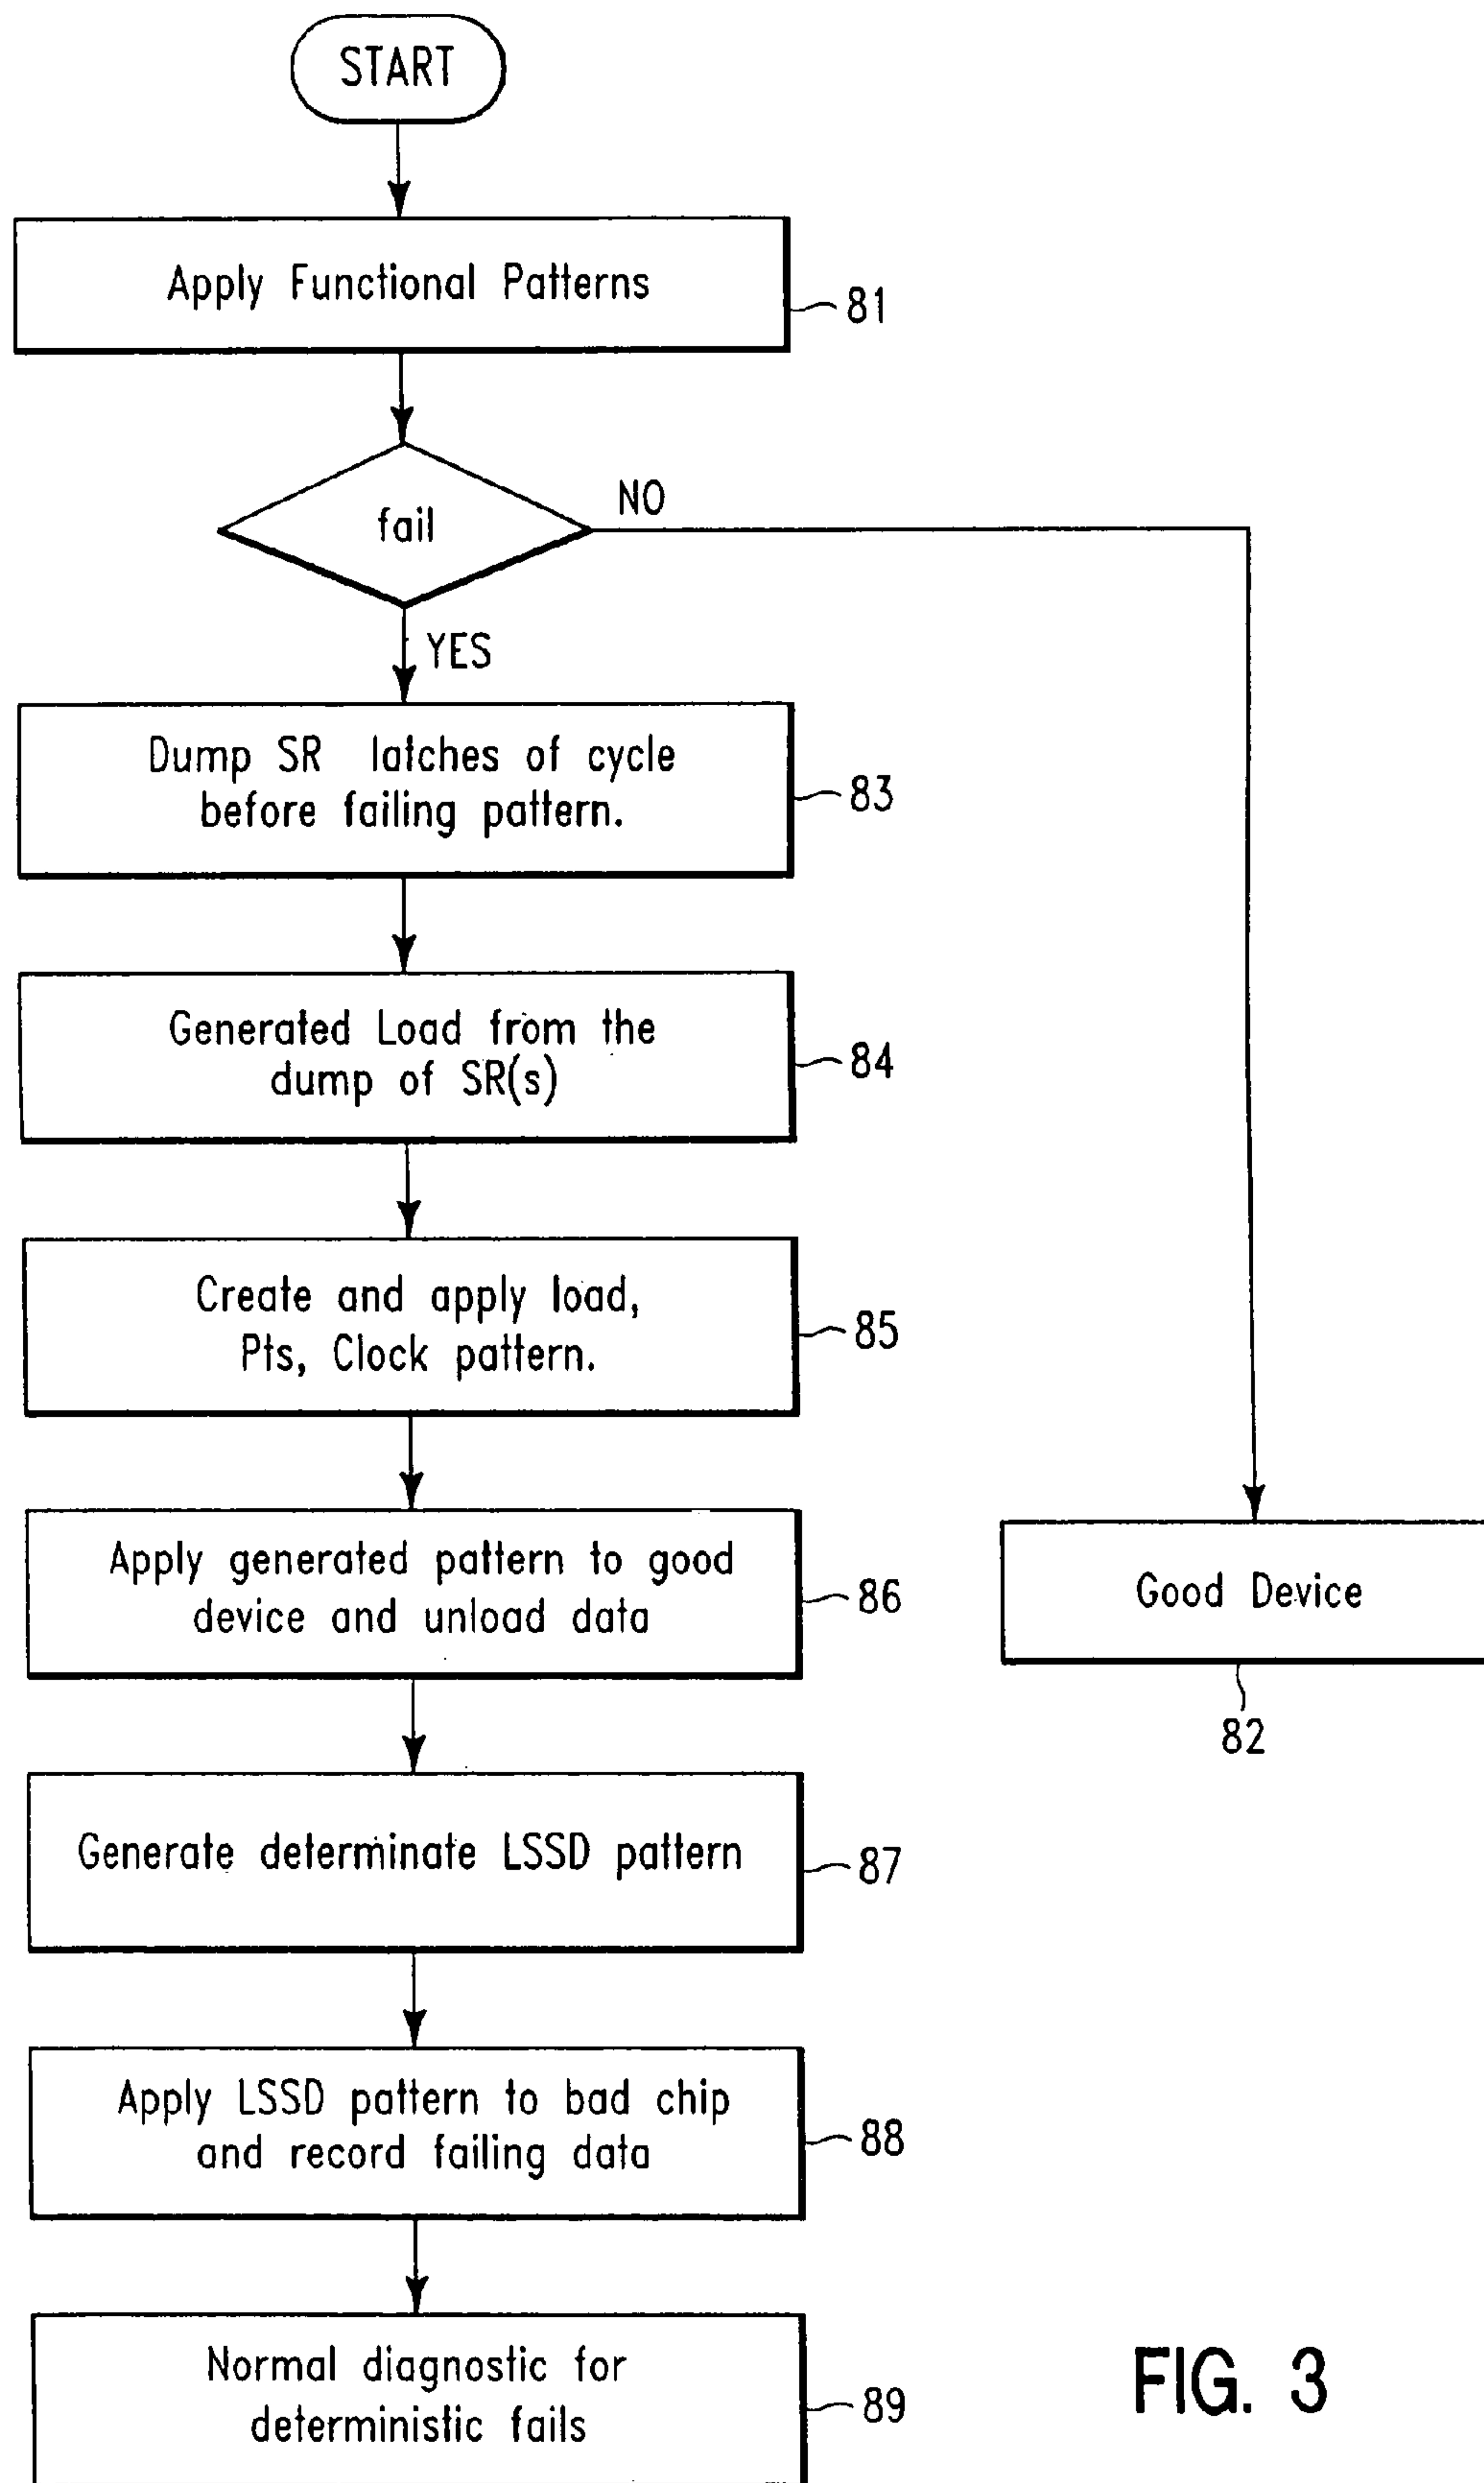 START
Apply Functional Patterns
81
fail
NO
YES
Dump SR latches of cycle
before failing pattern.
83
Generated Load from the
dump of SR(s)
84
Create and apply load,
Pts, Clock pattern.
85
Apply generated pattern to good
device and unload data
86
Good Device
82
Generate determinate LSSD pattern
87
Apply LSSD pattern to bad chip
and record failing data
88
Normal diagnostic for
deterministic fails
89
FIG. 3